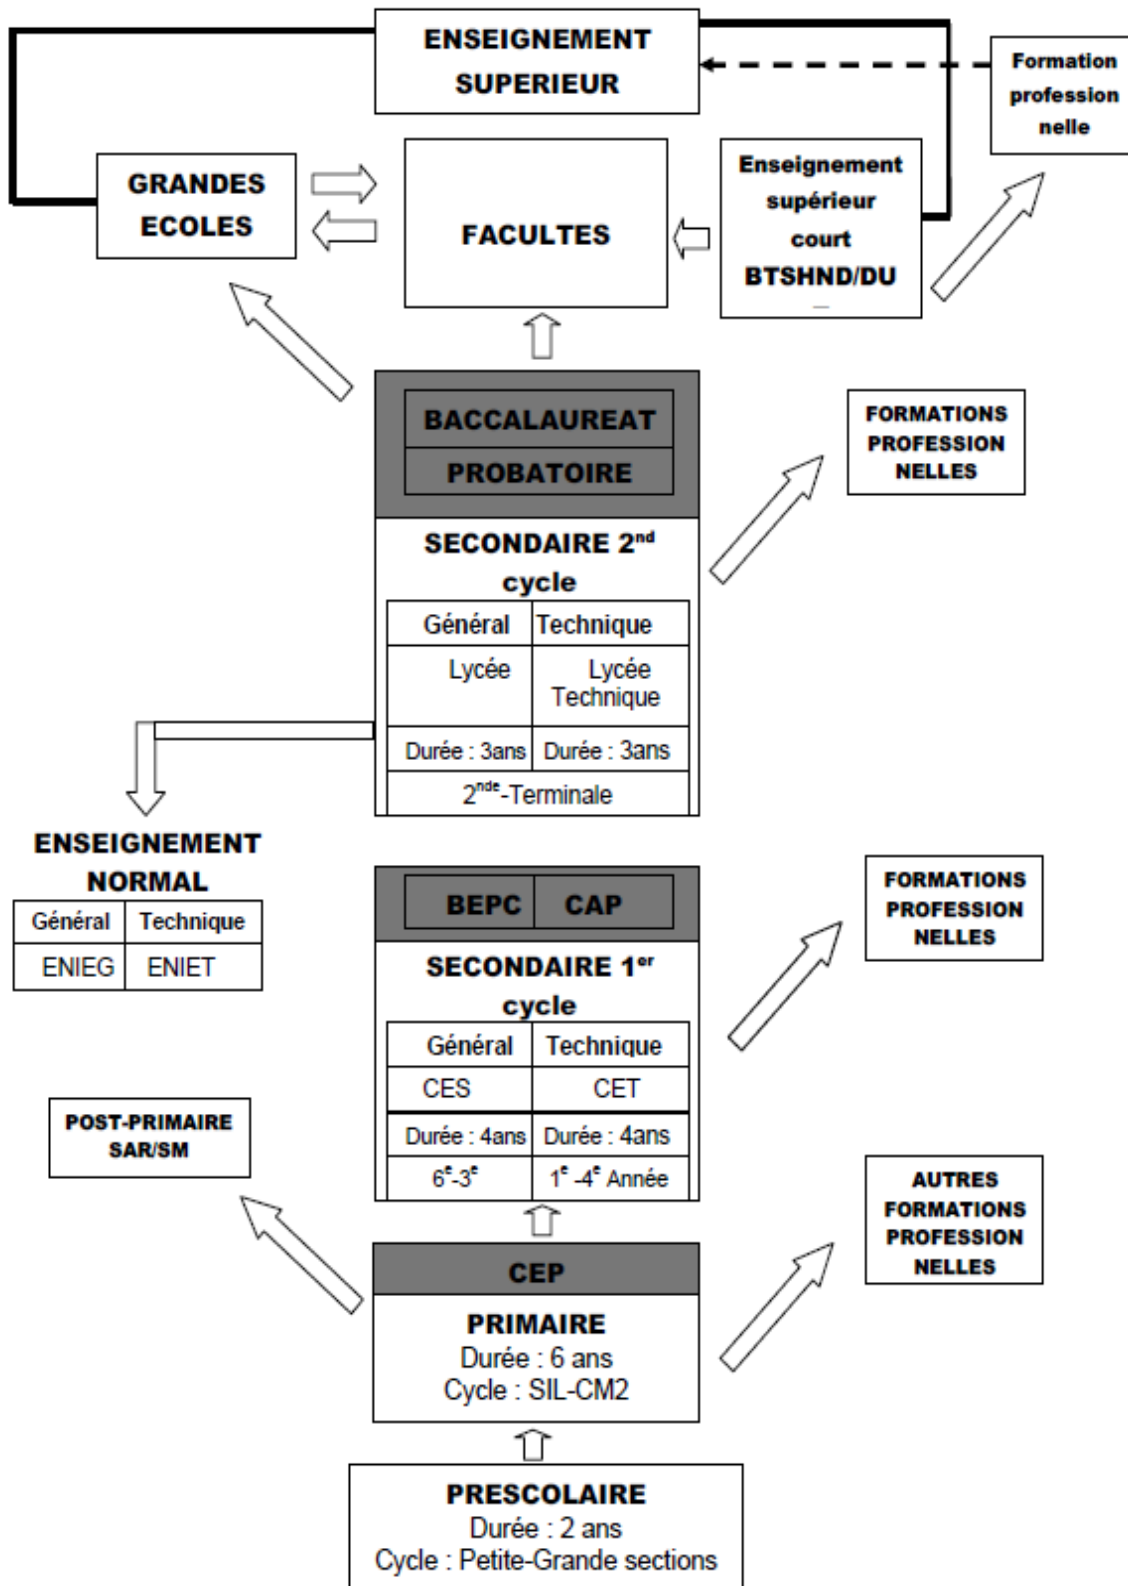 ENSEIGNEMENT
SUPERIEUR
Formation
profession
nelle
GRANDES
ECOLES
FACULTES
Enseignement
supérieur
court
BTSHND/DU
BACCALAUREAT
PROBATOIRE
FORMATIONS
PROFESSION
NELLES
SECONDAIRE 2nd
cycle
Général Technique
Lycée Lycée
Technique
Durée : 3ans Durée : 3ans
2nde-Terminale
ENSEIGNEMENT
NORMAL
Général Technique
ENIEG ENIET
BEPC CAP
FORMATIONS
PROFESSION
NELLES
SECONDAIRE 1er
cycle
Général Technique
CES CET
Durée : 4ans Durée : 4ans
6e-3e 1e -4e Année
POST-PRIMAIRE
SAR/SM
AUTRES
FORMATIONS
PROFESSION
NELLES
CEP
PRIMAIRE
Durée : 6 ans
Cycle : SIL-CM2
PRESCOLAIRE
Durée : 2 ans
Cycle : Petite-Grande sections